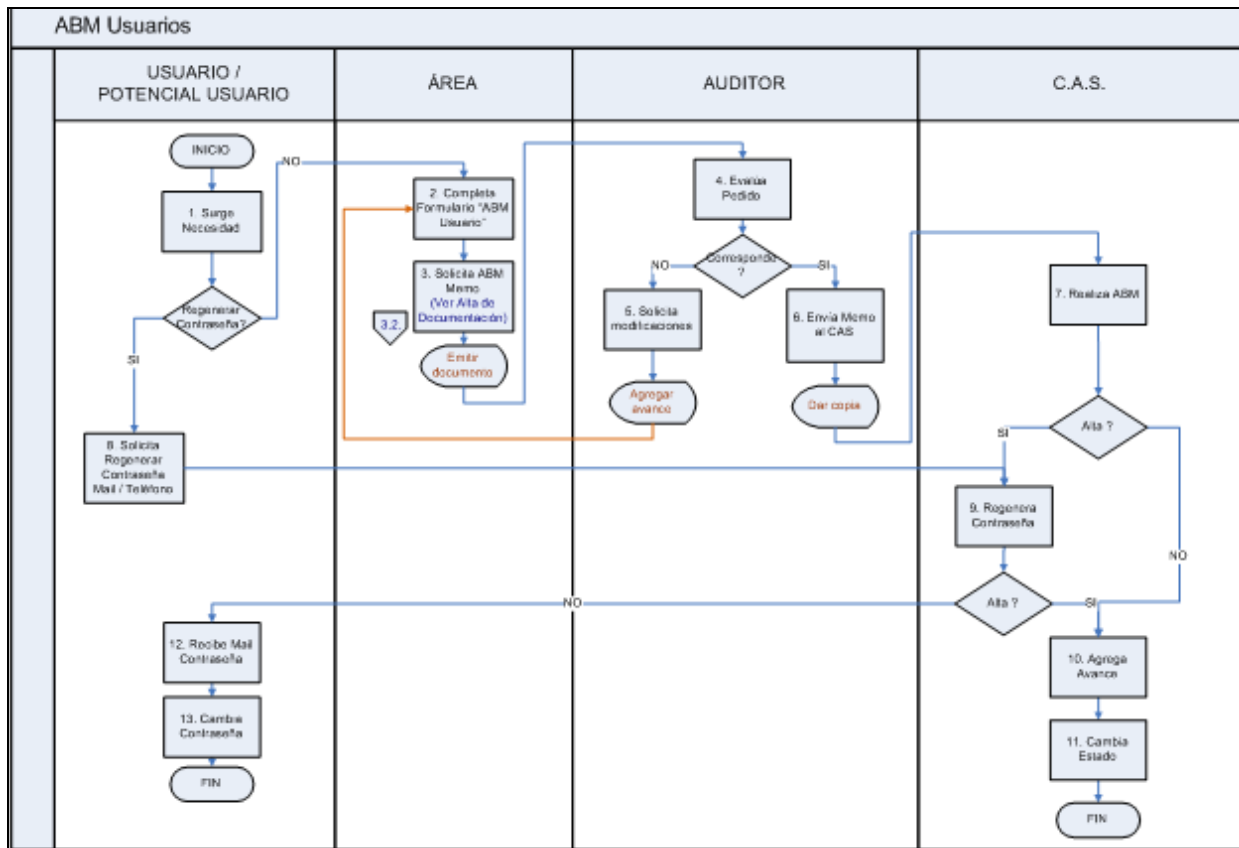 ABM Usuarios
USUARIO /
POTENCIAL USUARIO
ÁREA
AUDITOR
C.A.S.
INICIO
1. Surge
Necesidad
Regenerar
Contraseña?
NO
SI
8. Solicita
Regenerar
Contraseña
Mail / Teléfono
12. Recibe Mail
Contraseña
13. Cambia
Contraseña
FIN
2. Completa
Formulario "ABM
Usuario"
3. Solicita ABM
Memo
(Ver Alta de
Documentación)
3.2.
Emitir
documento
4. Evalúa
Pedido
Corresponde
?
NO
SI
5. Solicita
modificaciones
Agregar
avance
6. Envía Memo
al CAS
Dar copia
7. Realiza ABM
Alta ?
SI
NO
9. Regenera
Contraseña
Alta ?
NO
SI
10. Agrega
Avance
11. Cambia
Estado
FIN